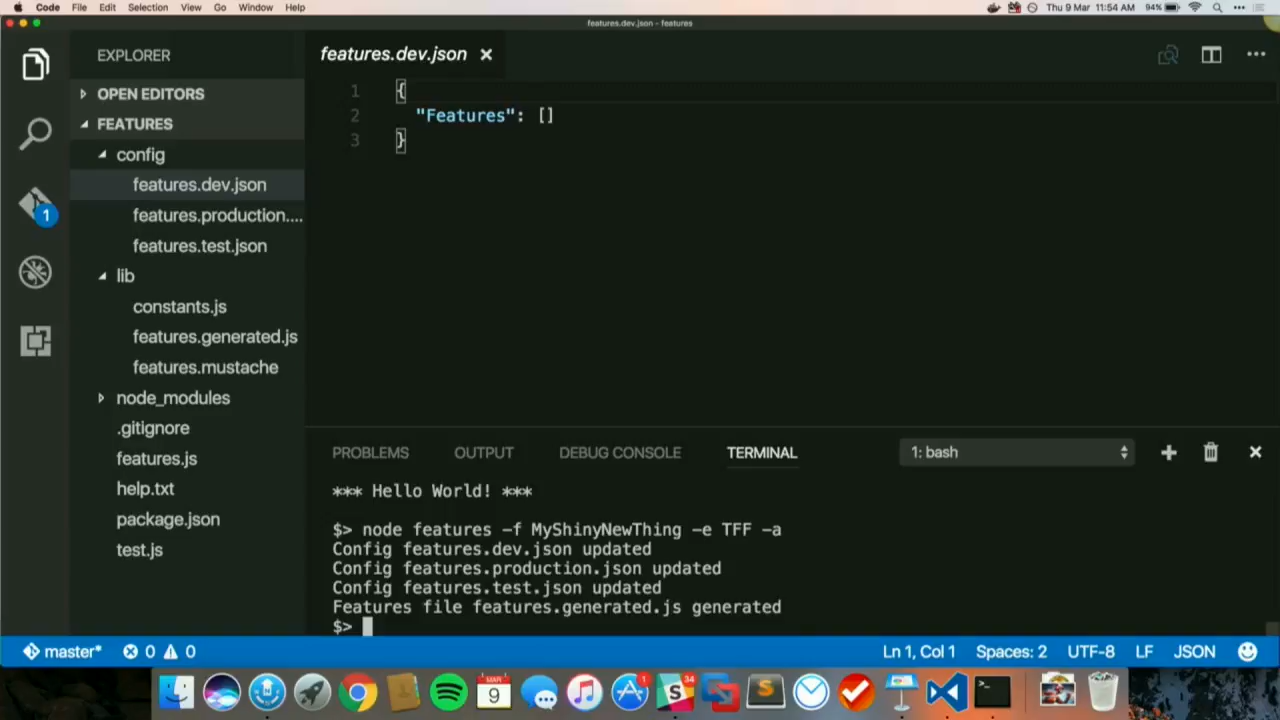 Code File Edit Selection View Go Window Help Thu 9 Mar 11:54 AM 94%
features.dev.json - features
EXPLORER
OPEN EDITORS
FEATURES
config
features.dev.json
features.production....
features.test.json
lib
constants.js
features.generated.js
features.mustache
node_modules
.gitignore
features.js
help.txt
package.json
test.js
1
features.dev.json
1 {
2 "Features": []
3 }
PROBLEMS OUTPUT DEBUG CONSOLE TERMINAL 1: bash
*** Hello World! ***
$> node features -f MyShinyNewThing -e TFF -a
Config features.dev.json updated
Config features.production.json updated
Config features.test.json updated
Features file features.generated.js generated
$>
master* 0 0 Ln 1, Col 1 Spaces: 2 UTF-8 LF JSON
MAR
9
1
34
S
S
>_